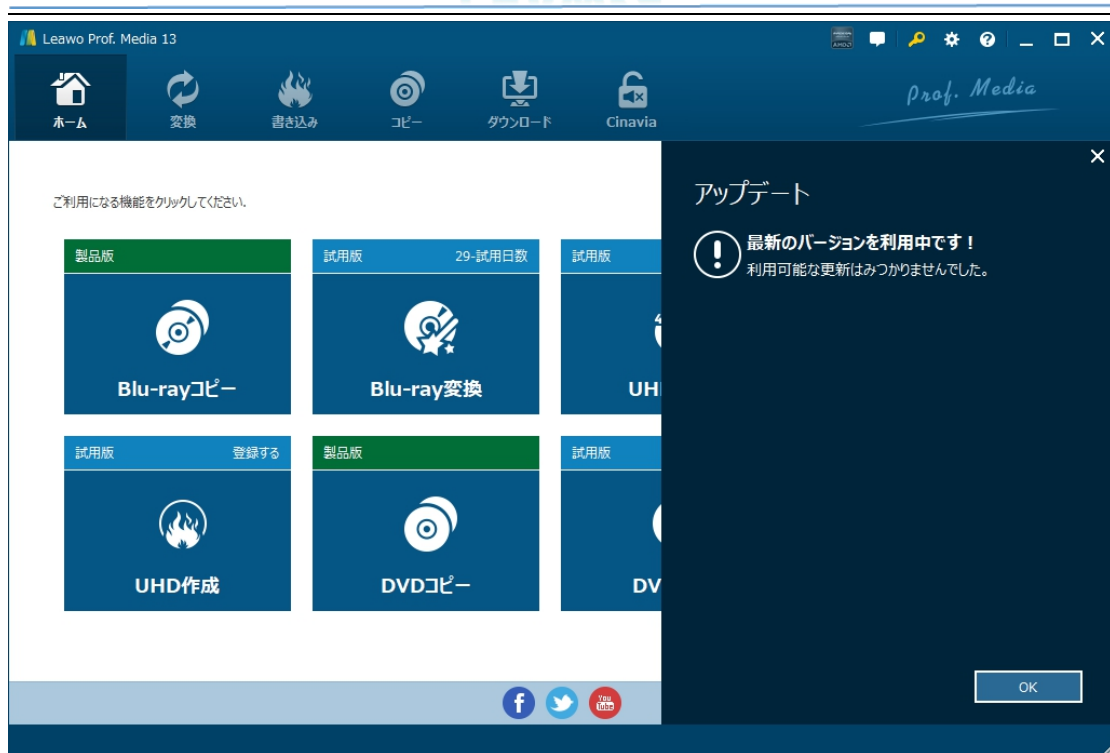 Leawo Prof. Media 13
ホーム
変換
書き込み
コピー
ダウンロード
Cinavia
Prof. Media
ご利用になる機能をクリックしてください.
製品版
Blu-rayコピー
試用版 29-試用日数
Blu-ray変換
試用版
UH
試用版 登録する
UHD作成
製品版
DVDコピー
試用版
DV
アップデート
最新のバージョンを利用中です！
利用可能な更新はみつかりませんでした。
OK
You
Tube